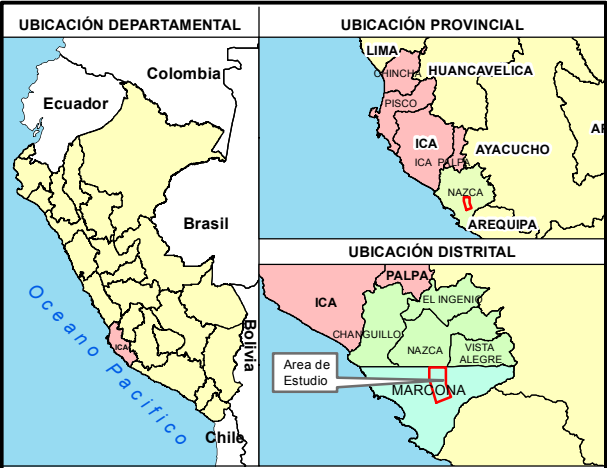 UBICACIÓN DEPARTAMENTAL
Colombia
Ecuador
Brasil
Oceano Pacífico
ICA
Bolivia
Chile
UBICACIÓN PROVINCIAL
LIMA
CHINCHA
HUANCAVELICA
PISCO
ICA
ICA
PALPA
AYACUCHO
NAZCA
AREQUIPA
UBICACIÓN DISTRITAL
PALPA
ICA
EL INGENIO
CHANGUILLO
NAZCA
VISTA
ALEGRE
Area de
Estudio
MARCONA